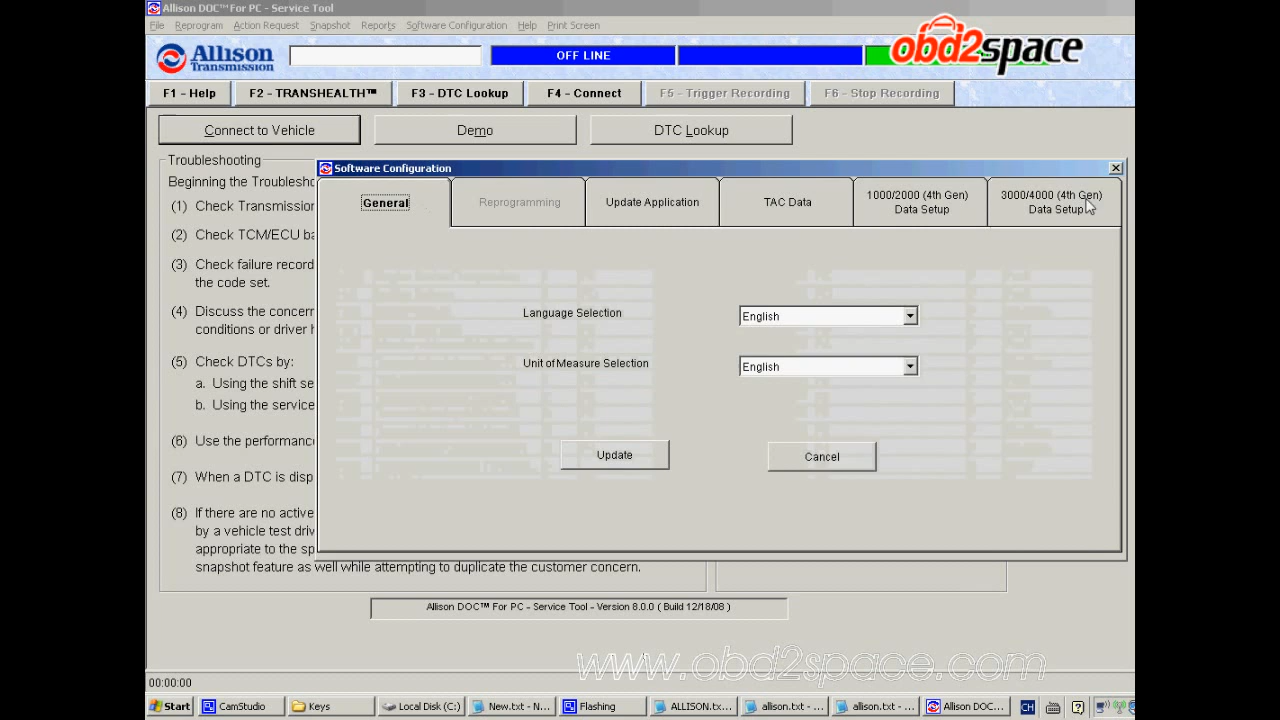 Allison DOC™ For PC - Service Tool
File Reprogram Action Request Snapshot Reports Software Configuration Help Print Screen
Allison
Transmission
OFF LINE
obd2space
F1 - Help
F2 - TRANSHEALTH™
F3 - DTC Lookup
F4 - Connect
F5 - Trigger Recording
F6 - Stop Recording
Connect to Vehicle
Demo
DTC Lookup
Troubleshooting
Beginning the Troubleshc
(1) Check Transmission
(2) Check TCM/ECU ba
(3) Check failure record
the code set.
(4) Discuss the concern
conditions or driver h
(5) Check DTCs by:
a. Using the shift se
b. Using the service
(6) Use the performance
(7) When a DTC is disp
(8) If there are no active
by a vehicle test driv
appropriate to the sp
snapshot feature as well while attempting to duplicate the customer concern.
Software Configuration
General
Reprogramming
Update Application
TAC Data
1000/2000 (4th Gen)
Data Setup
3000/4000 (4th Gen)
Data Setup
Language Selection
English
Unit of Measure Selection
English
Update
Cancel
Allison DOC™ For PC - Service Tool - Version 8.0.0 ( Build 12/18/08 )
www.obd2space.com
00:00:00
Start
CamStudio
Keys
Local Disk (C:)
New.txt - N...
Flashing
ALLISON.tx...
alison.txt - ...
alison.txt - ...
Allison DOC...
CH